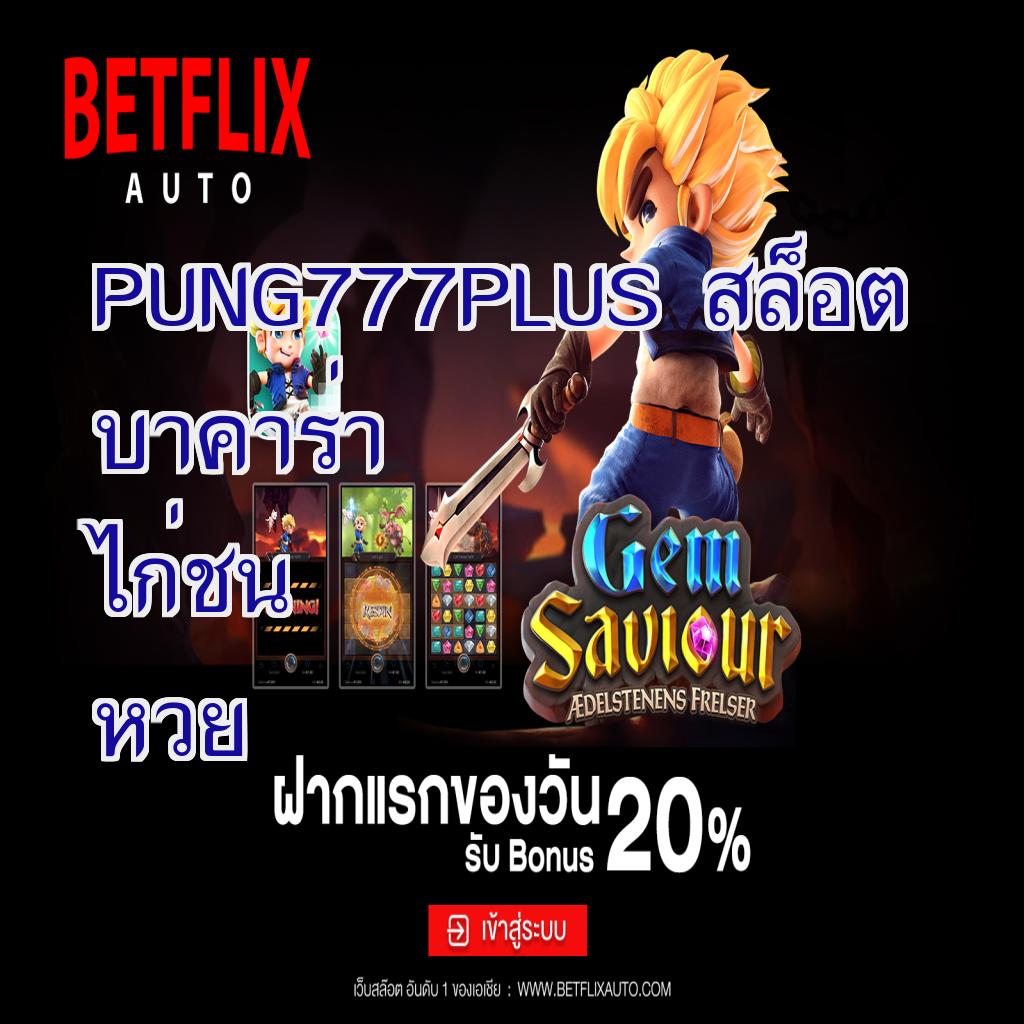 BETFLIX
AUTO
PUNG777PLUS สล็อต
บาคาร่า
ไก่ชน
หวย
Gem
Saviour
ÆDELSTENENS FRELSER
ฝากแรกของวัน
รับ Bonus 20%
เข้าสู่ระบบ
เว็บสล๊อต อันดับ 1 ของเอเชีย : WWW.BETFLIXAUTO.COM